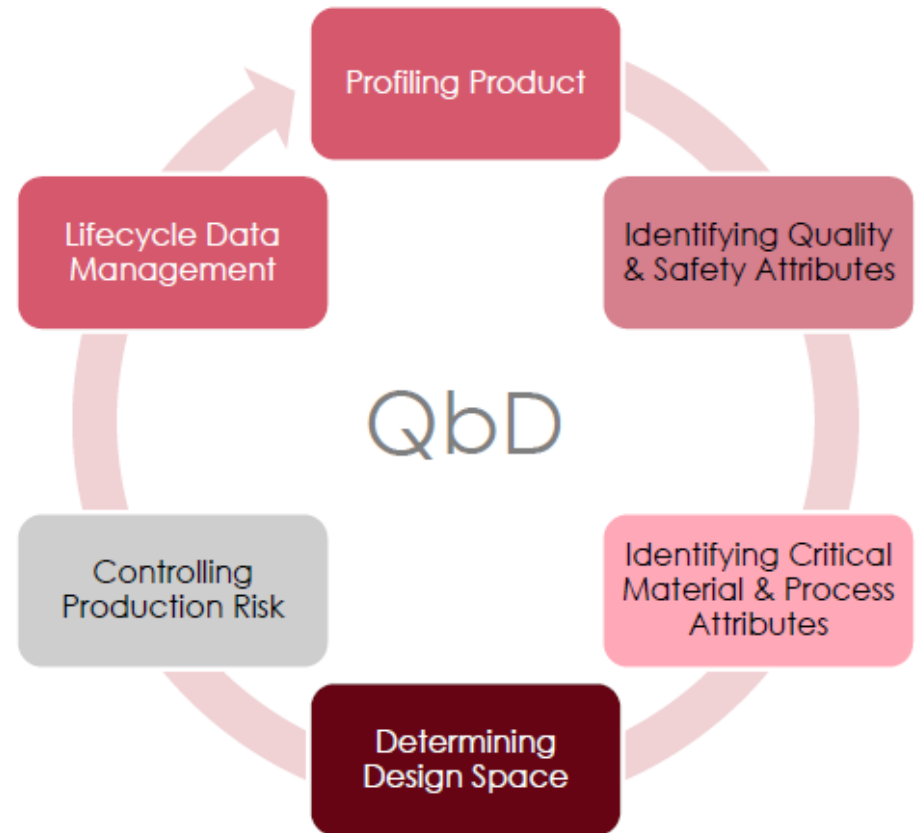 Profiling Product
Identifying Quality
& Safety Attributes
Identifying Critical
Material & Process
Attributes
Determining
Design Space
Controlling
Production Risk
Lifecycle Data
Management
QbD